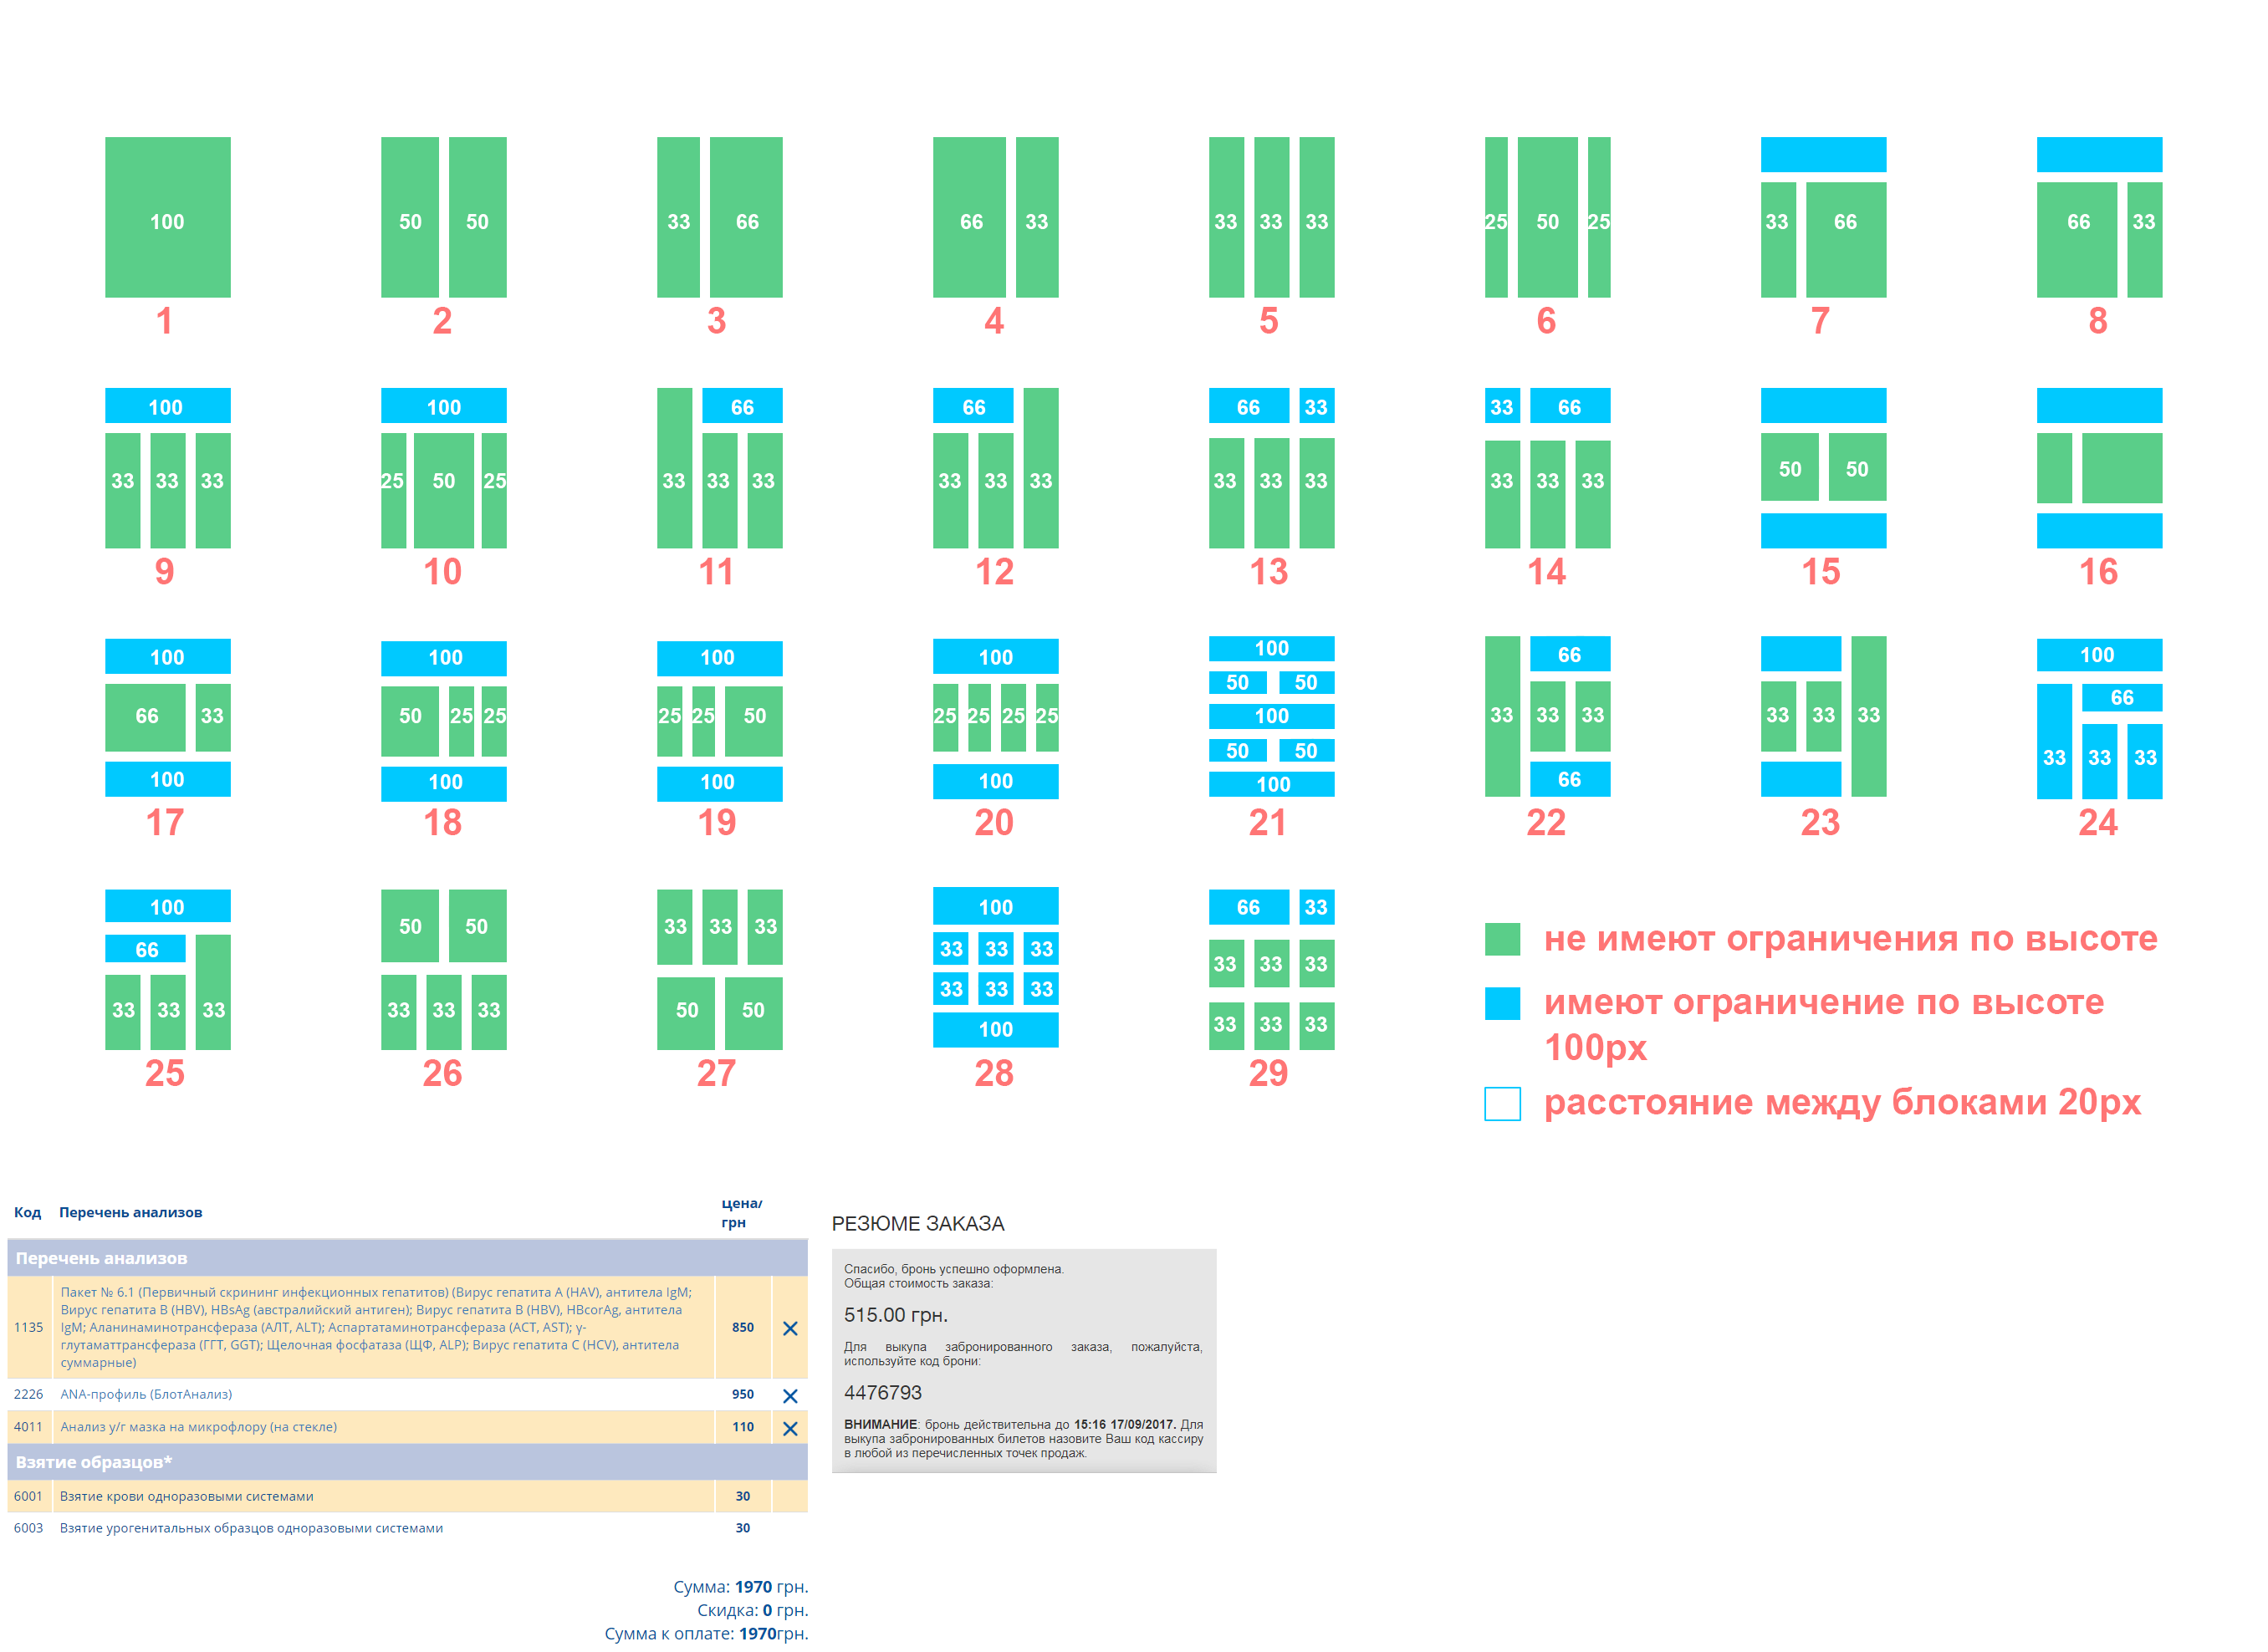 100
50 50
33 66
66 33
33 33 33
25 50 25
33 66
66 33
1 2 3 4 5 6 7 8
100
33 33 33
100
25 50 25
66
33 33 33
66
33 33 33
66 33
33 33 33
33 66
33 33 33
50 50
9 10 11 12 13 14 15 16
100
66 33
100
100
50 25 25
100
100
25 25 50
100
100
25 25 25 25
100
100
50 50
100
50 50
100
66
33 33 33
66
33 33 33
100
66
33 33 33
17 18 19 20 21 22 23 24
100
66
33 33 33
50 50
33 33 33
33 33 33
50 50
100
33 33 33
33 33 33
100
66 33
33 33 33
33 33 33
25 26 27 28 29
не имеют ограничения по высоте
имеют ограничение по высоте
100px
расстояние между блоками 20px
Код Перечень анализов цена/
грн
Перечень анализов
1135 Пакет № 6.1 (Первичный скрининг инфекционных гепатитов) (Вирус гепатита А (HAV), антитела IgM;
Вирус гепатита В (HBV), HBsAg (австралийский антиген); Вирус гепатита В (HBV), HBcorAg, антитела
IgM; Аланинаминотрансфераза (АЛТ, ALT); Аспартатаминотрансфераза (АСТ, AST); γ-
глутаматтрансфераза (ГГТ, GGT); Щелочная фосфатаза (ЩФ, ALP); Вирус гепатита С (HCV), антитела
суммарные) 850
2226 ANA-профиль (БлотАнализ) 950
4011 Анализ у/г мазка на микрофлору (на стекле) 110
Взятие образцов*
6001 Взятие крови одноразовыми системами 30
6003 Взятие урогенитальных образцов одноразовыми системами 30
Сумма: 1970 грн.
Скидка: 0 грн.
Сумма к оплате: 1970грн.
РЕЗЮМЕ ЗАКАЗА
Спасибо, бронь успешно оформлена.
Общая стоимость заказа:
515.00 грн.
Для выкупа забронированного заказа, пожалуйста,
используйте код брони:
4476793
ВНИМАНИЕ: бронь действительна до 15:16 17/09/2017. Для
выкупа забронированных билетов назовите Ваш код кассиру
в любой из перечисленных точек продаж.